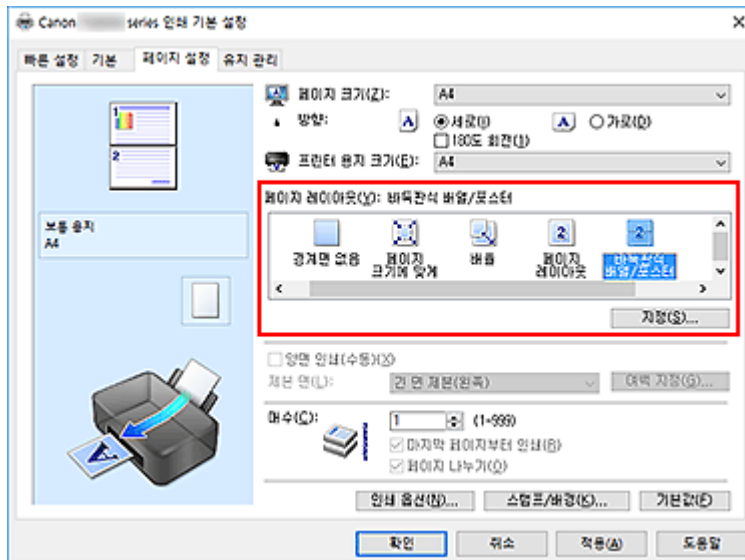 Canon series 인쇄 기본 설정
빠른 설정 기본 페이지 설정 유지 관리
페이지 크기(Z): A4
방향: A 세로(I) A 가로(O)
180도 회전(1)
프린터 용지 크기(E): A4
페이지 레이아웃(Y): 바둑판식 배열/포스터
경계면 없음
페이지
크기에 맞게
배율
페이지
레이아웃
바둑판식
배열/포스터
지정(S)...
1
2
보통 용지
A4
양면 인쇄(수동)(X)
제본 면(L): 긴 면 제본(왼쪽) 여백 지정(G)...
매수(C): 1 (1-999)
마지막 페이지부터 인쇄(R)
페이지 나누기(O)
인쇄 옵션(N)... 스탬프/배경(K)... 기본값(F)
확인 취소 적용(A) 도움말